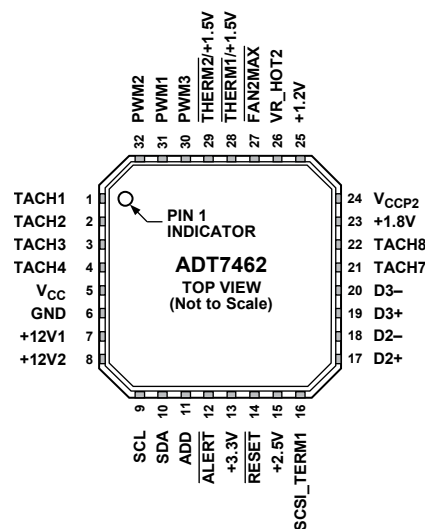 PWM2
PWM1
PWM3
THERM2/+1.5V
THERM1/+1.5V
FAN2MAX
VR_HOT2
+1.2V
32 31 30 29 28 27 26 25
TACH1 1
TACH2 2
TACH3 3
TACH4 4
VCC 5
GND 6
+12V1 7
+12V2 8
PIN 1
INDICATOR
ADT7462
TOP VIEW
(Not to Scale)
24 VCCP2
23 +1.8V
22 TACH8
21 TACH7
20 D3–
19 D3+
18 D2–
17 D2+
9 10 11 12 13 14 15 16
SCL
SDA
ADD
ALERT
+3.3V
RESET
+2.5V
SCSI_TERM1